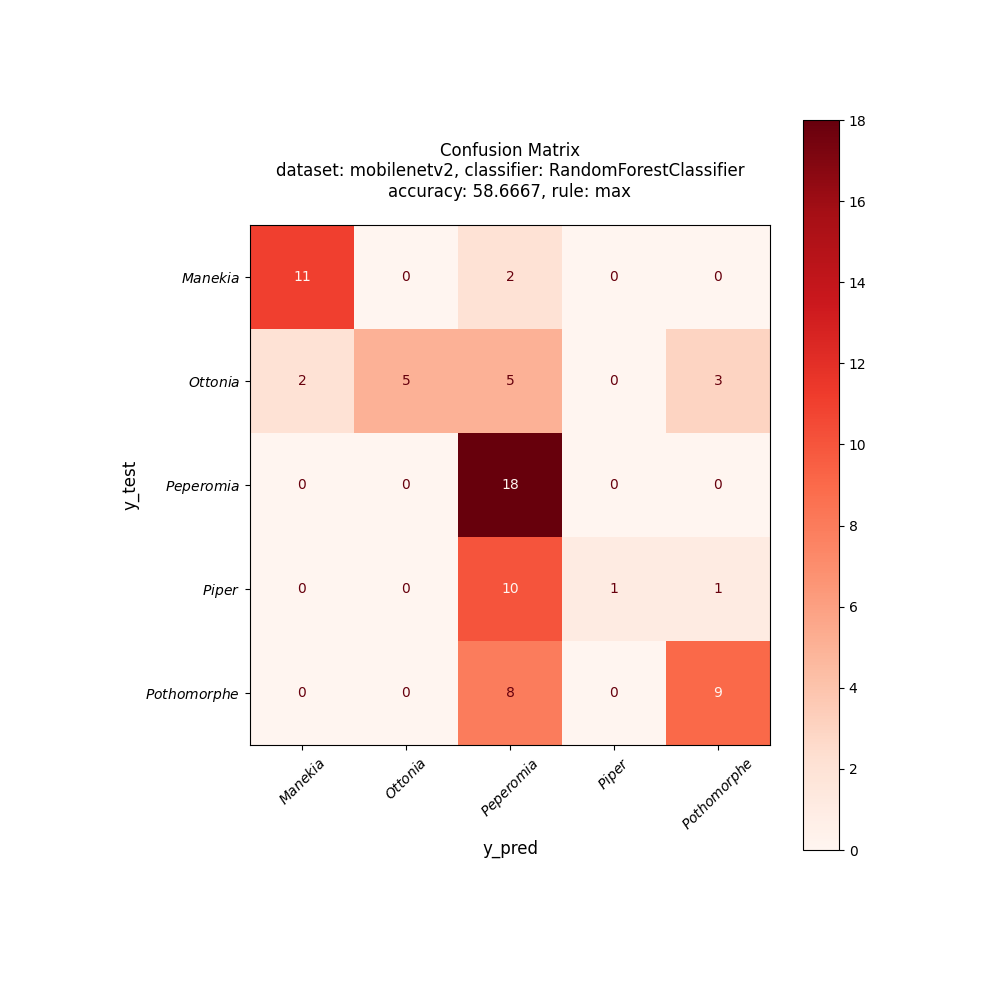 Confusion Matrix
dataset: mobilenetv2, classifier: RandomForestClassifier
accuracy: 58.6667, rule: max
y_test
Manekia 11 0 2 0 0
Ottonia 2 5 5 0 3
Peperomia 0 0 18 0 0
Piper 0 0 10 1 1
Pothomorphe 0 0 8 0 9
Manekia Ottonia Peperomia Piper Pothomorphe
y_pred
18
16
14
12
10
8
6
4
2
0